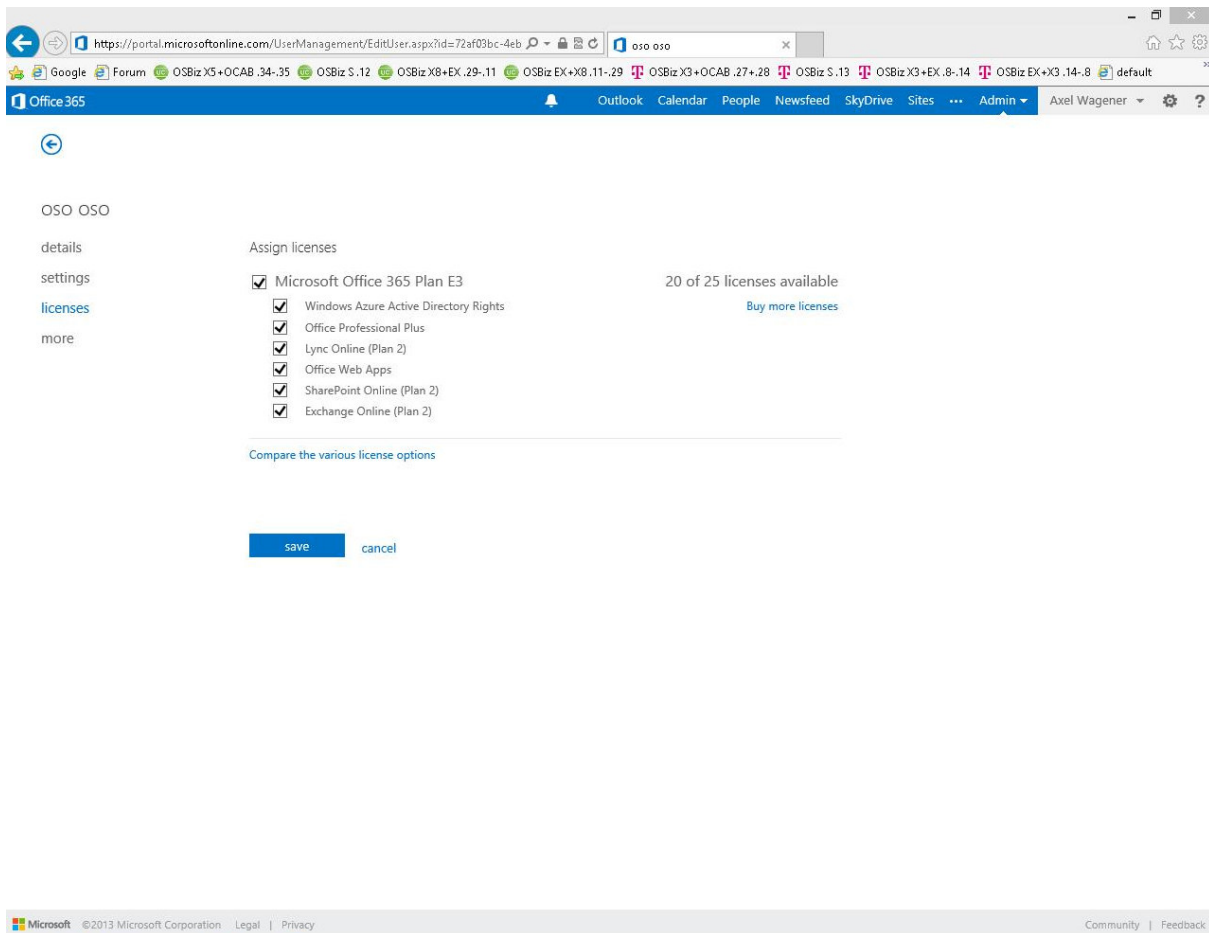 https://portal.microsoftonline.com/UserManagement/EditUser.aspx?id=72af03bc-4eb
oso oso
Google Forum OSBiz X5+OCAB .34-.35 OSBiz S .12 OSBiz X8+EX .29-.11 OSBiz EX+X8 .11-.29 OSBiz X3+OCAB .27+.28 OSBiz S .13 OSBiz X3+EX .8-.14 OSBiz EX+X3 .14-.8 default
Office 365 Outlook Calendar People Newsfeed SkyDrive Sites ••• Admin Axel Wagener ?
oso oso
details
settings
licenses
more
Assign licenses
Microsoft Office 365 Plan E3 20 of 25 licenses available
Windows Azure Active Directory Rights Buy more licenses
Office Professional Plus
Lync Online (Plan 2)
Office Web Apps
SharePoint Online (Plan 2)
Exchange Online (Plan 2)
Compare the various license options
save cancel
Microsoft ©2013 Microsoft Corporation Legal | Privacy Community | Feedback